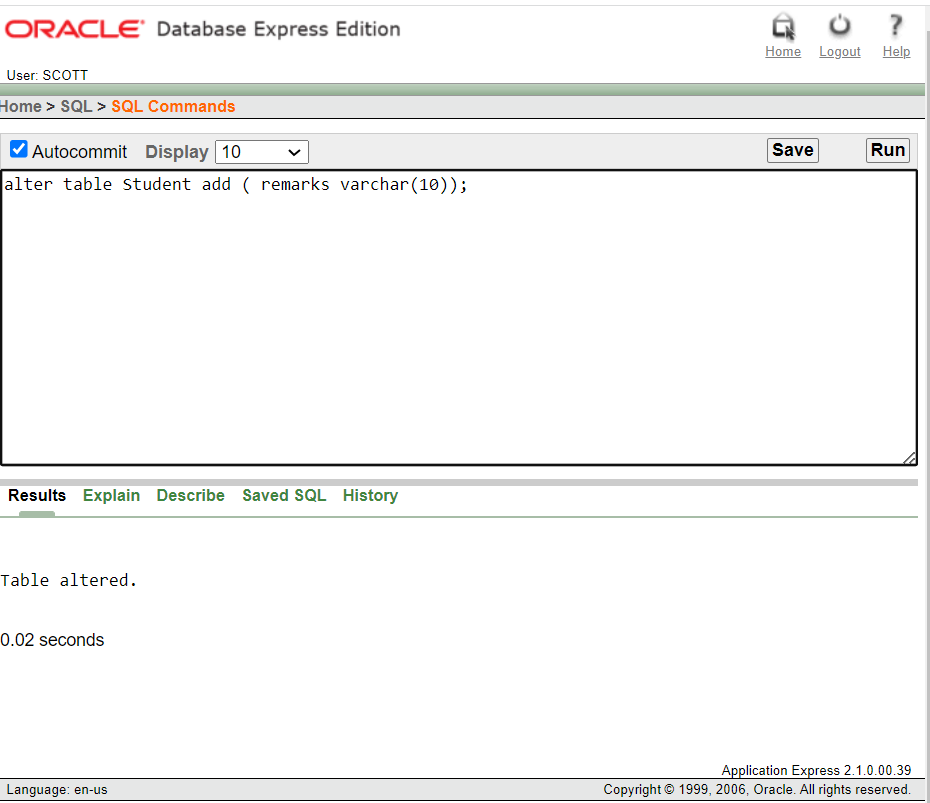 ORACLE® Database Express Edition
Home Logout Help
User: SCOTT
Home > SQL > SQL Commands
Autocommit Display 10 Save Run
alter table Student add ( remarks varchar(10));
Results Explain Describe Saved SQL History
Table altered.
0.02 seconds
Application Express 2.1.0.00.39
Language: en-us Copyright © 1999, 2006, Oracle. All rights reserved.